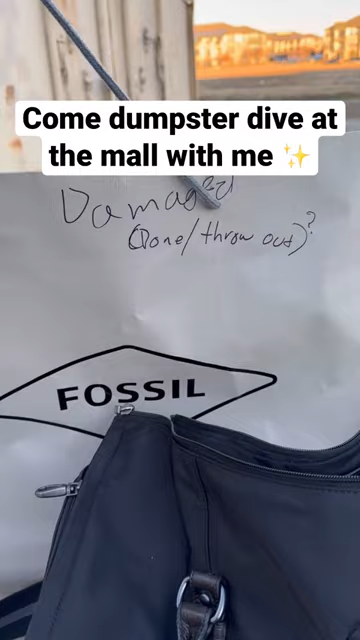 Come dumpster dive at
the mall with me ✨
Damaged
(Done/throw out)?
FOSSIL